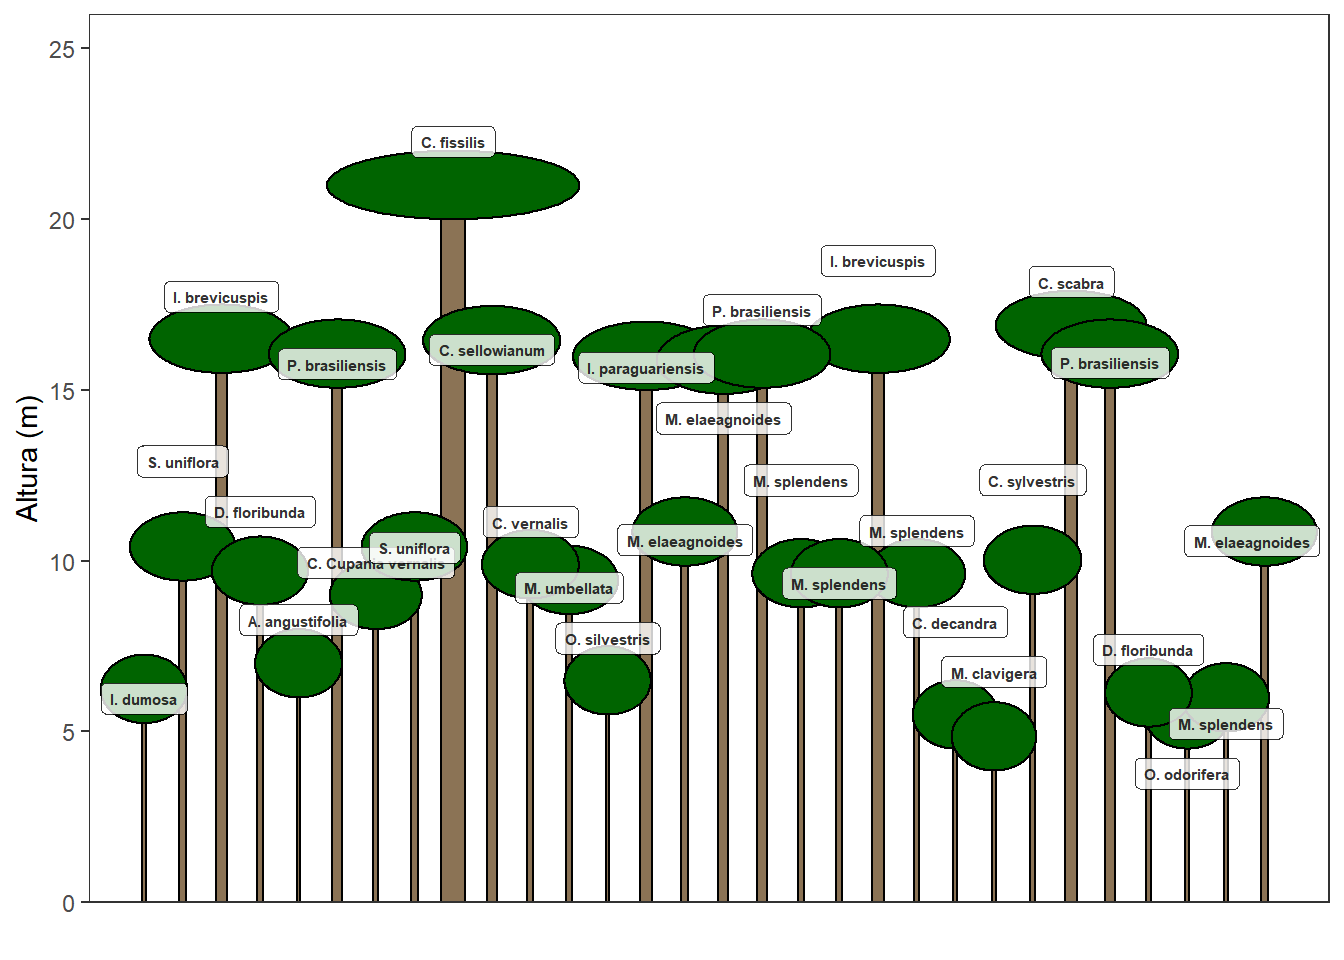 25
20
15
10
5
0
Altura (m)
C. fissilis
I. brevicuspis
C. scabra
I. brevicuspis
P. brasiliensis
C. sellowianum
P. brasiliensis
P. brasiliensis
I. paraguariensis
M. elaeagnoides
S. uniflora
M. splendens
C. sylvestris
D. floribunda
C. vernalis
M. splendens
M. elaeagnoides
M. elaeagnoides
S. uniflora
C. Cupania vernalis
M. umbellata
M. splendens
A. angustifolia
C. decandra
O. silvestris
D. floribunda
M. clavigera
I. dumosa
M. splendens
O. odorifera